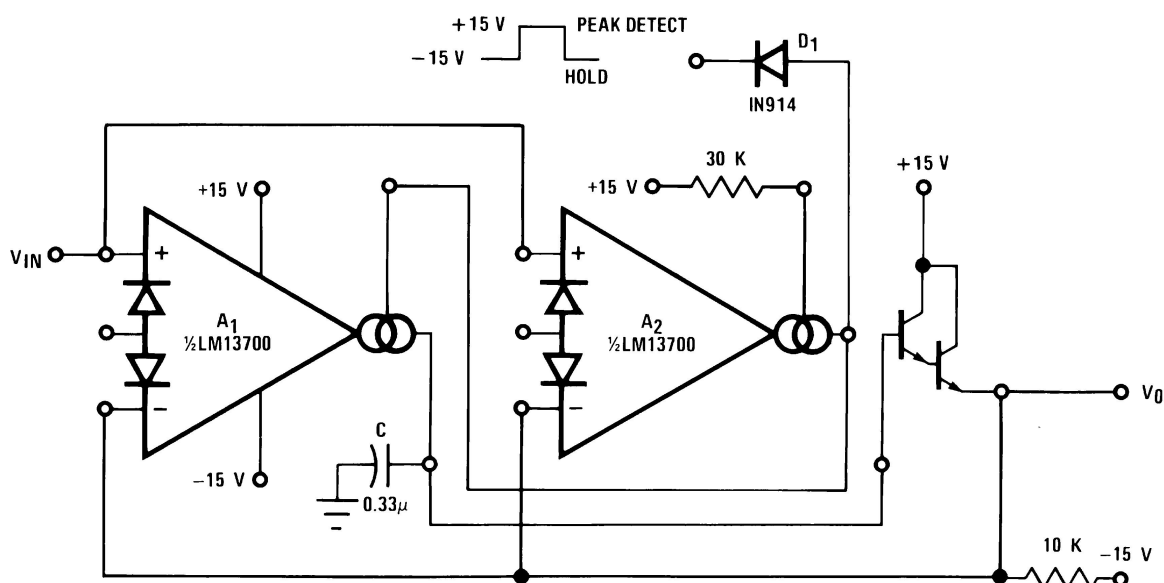 +15 V
PEAK DETECT
−15 V
HOLD
D1
IN914
30 K
+15 V
+15 V
+15 V
VIN
+
A1
½LM13700
−
−15 V
C
0.33µ
+
A2
½LM13700
−
VO
10 K
−15 V